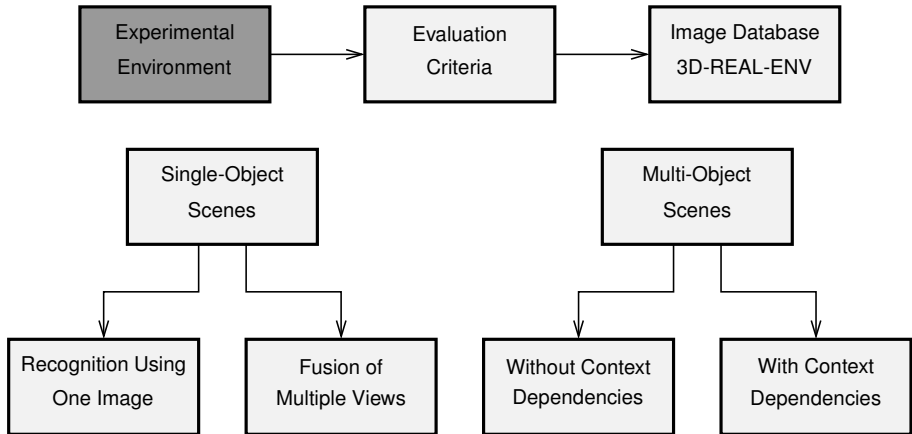 Experimental
Environment
Evaluation
Criteria
Image Database
3D-REAL-ENV
Single-Object
Scenes
Multi-Object
Scenes
Recognition Using
One Image
Fusion of
Multiple Views
Without Context
Dependencies
With Context
Dependencies